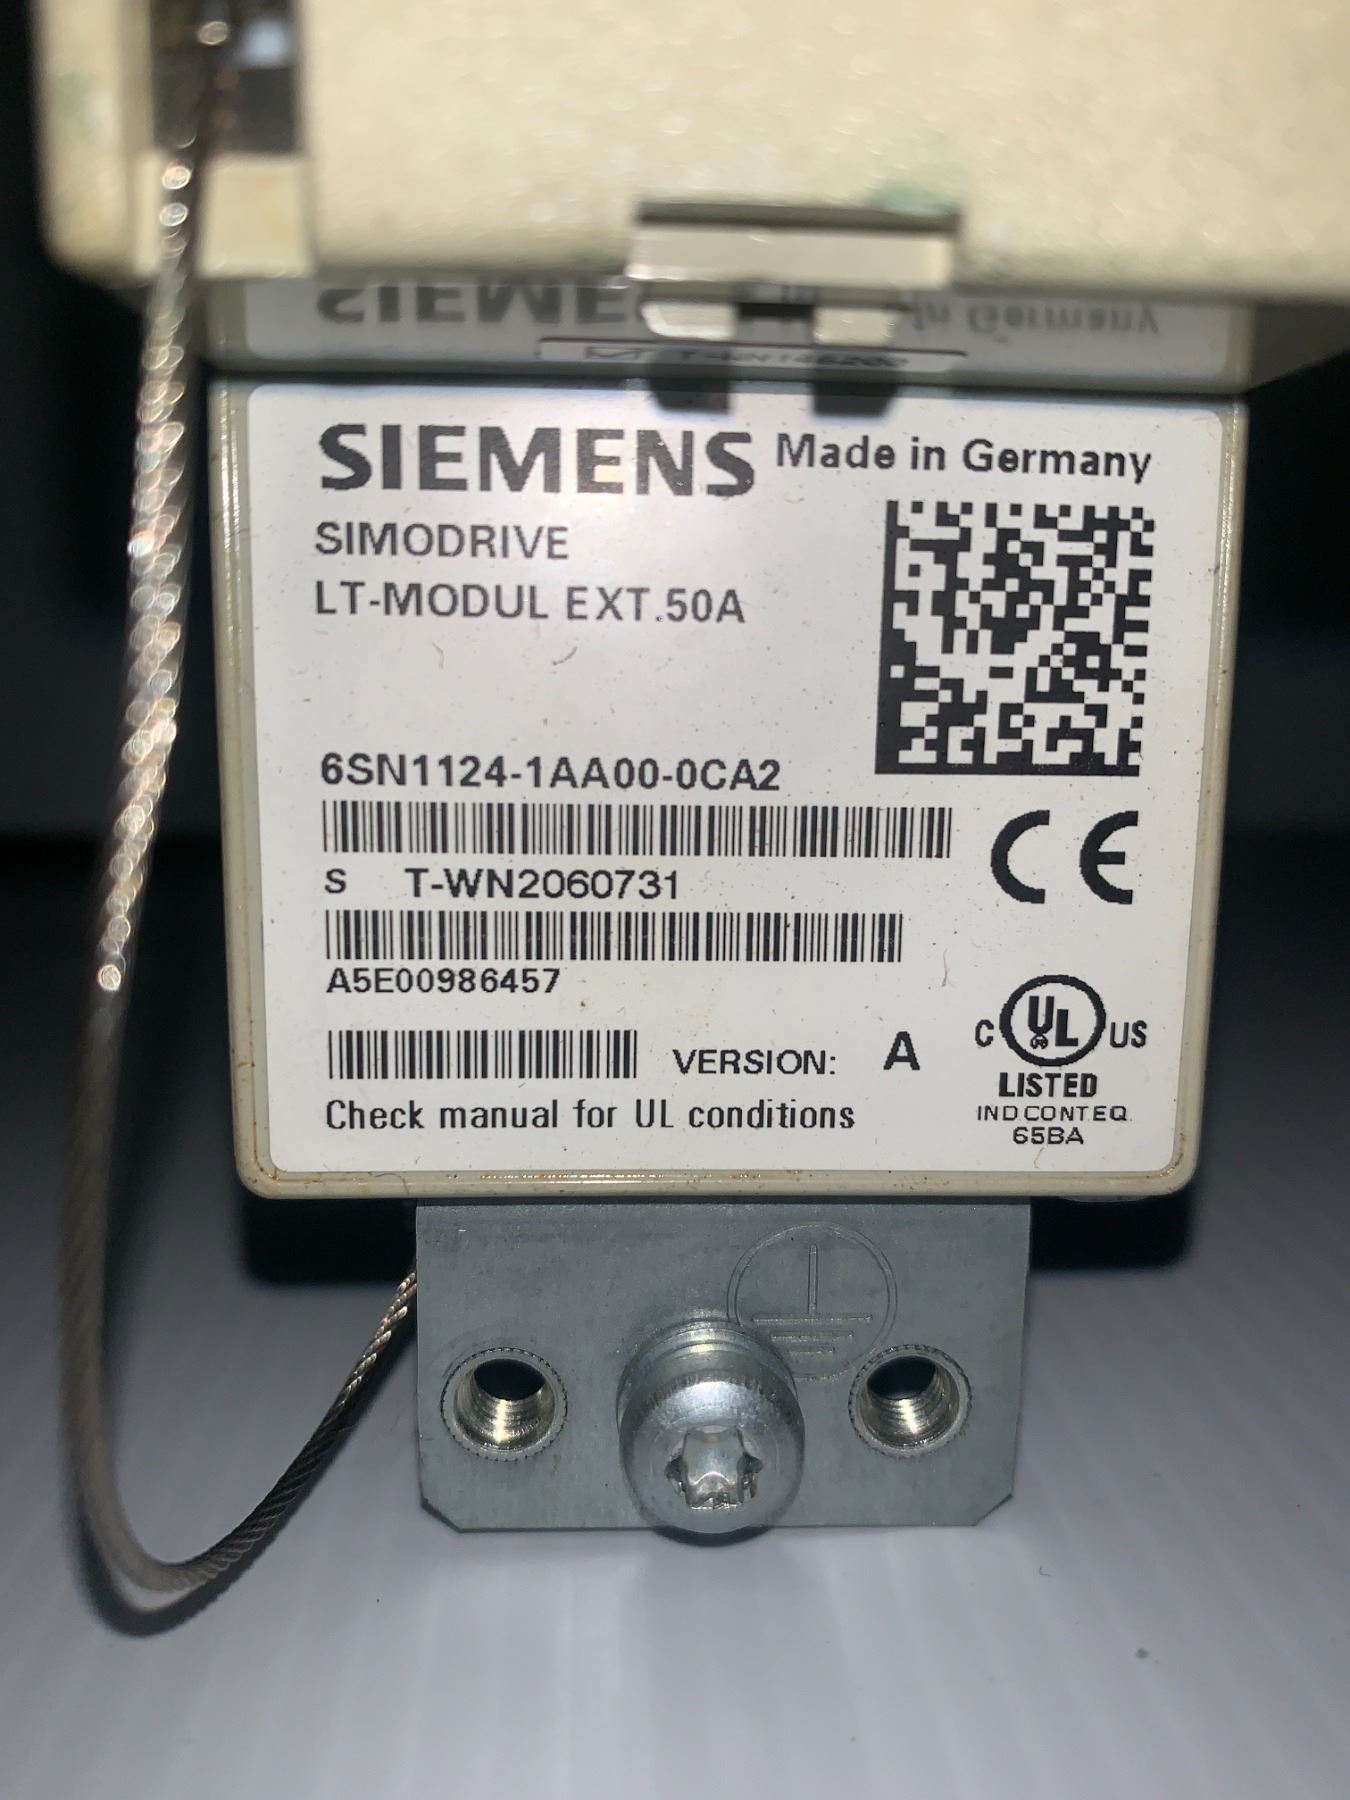 SIEMENS Made in Germany
SIMODRIVE
LT-MODUL EXT.50A
6SN1124-1AA00-0CA2
S T-WN2060731
A5E00986457
VERSION: A
Check manual for UL conditions
CE
C UL US
LISTED
IND.CONT.EQ.
65BA